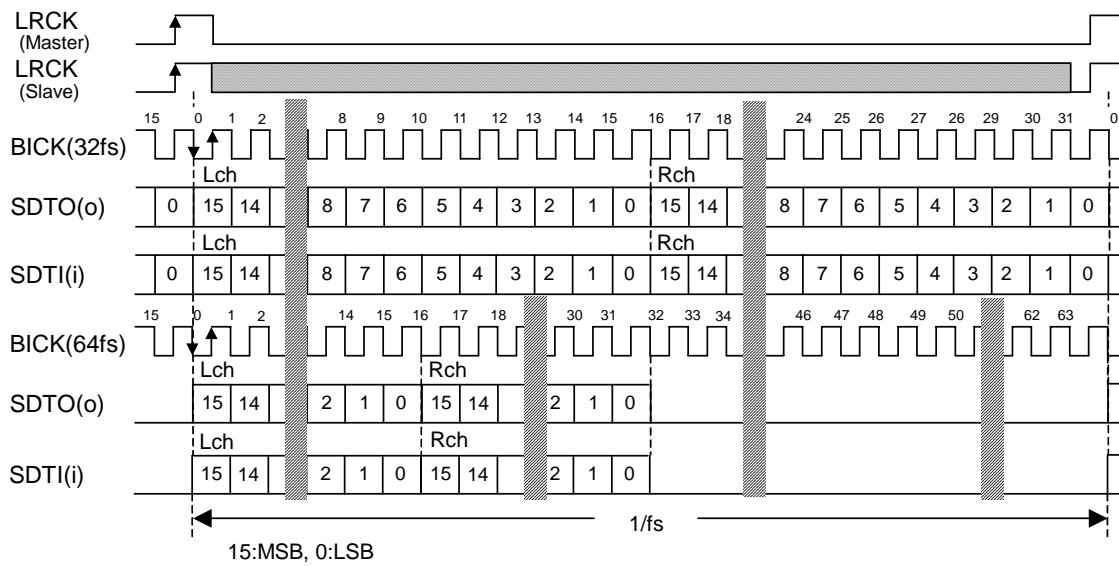 LRCK
(Master)
LRCK
(Slave)
15 0 1 2 8 9 10 11 12 13 14 15 16 17 18 24 25 26 27 26 29 30 31 0
BICK(32fs)
Lch Rch
SDTO(o) 0 15 14 8 7 6 5 4 3 2 1 0 15 14 8 7 6 5 4 3 2 1 0
Lch Rch
SDTI(i) 0 15 14 8 7 6 5 4 3 2 1 0 15 14 8 7 6 5 4 3 2 1 0
15 0 1 2 14 15 16 17 18 30 31 32 33 34 46 47 48 49 50 62 63
BICK(64fs)
Lch Rch
SDTO(o) 15 14 2 1 0 15 14 2 1 0
Lch Rch
SDTI(i) 15 14 2 1 0 15 14 2 1 0
1/fs
15:MSB, 0:LSB